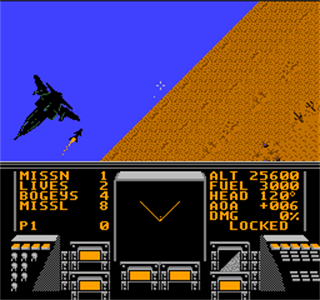 MISSN 1
LIVES 2
BOGEYS 4
MISSL 8
P1 0
ALT 25600
FUEL 3000
HEAD 120°
AOA +006
DMG 0%
LOCKED